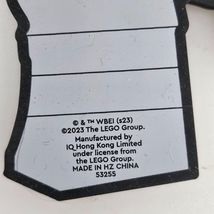 © & ™ WBEI (s23)
©2023 The LEGO Group.
Manufactured by
IQ Hong Kong Limited
under license from
the LEGO Group.
MADE IN HZ CHINA
53255